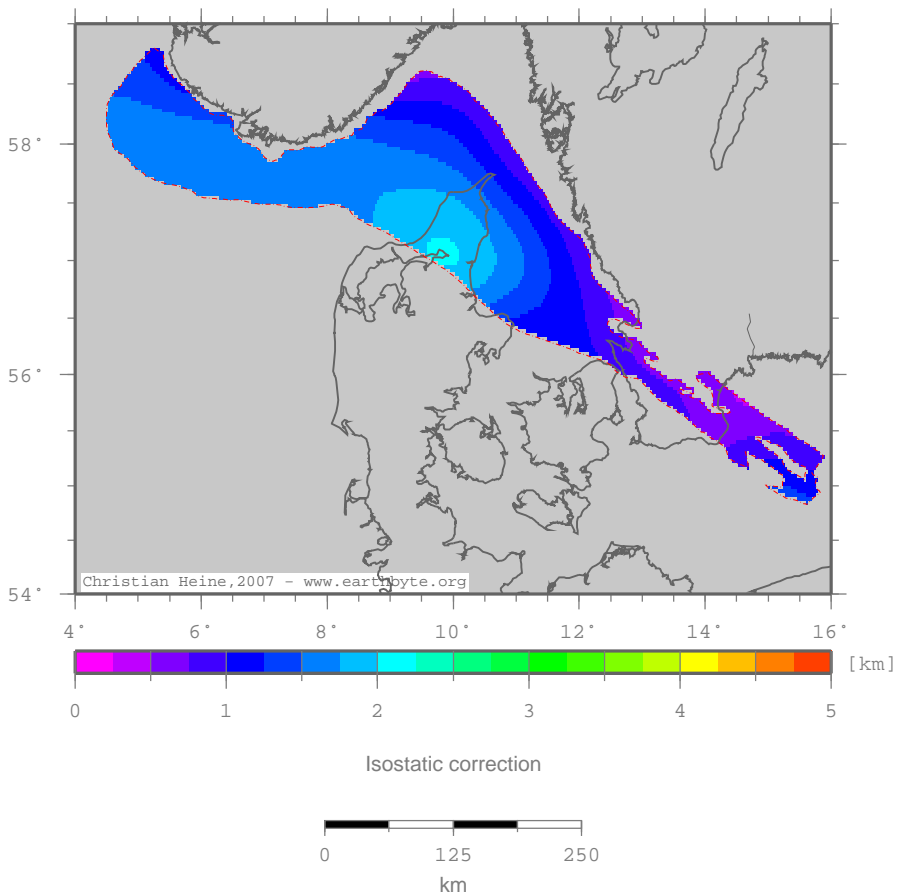 58°
56°
54°
Christian Heine,2007 - www.earthbyte.org
4° 6° 8° 10° 12° 14° 16°
[km]
0 1 2 3 4 5
Isostatic correction
0 125 250
km